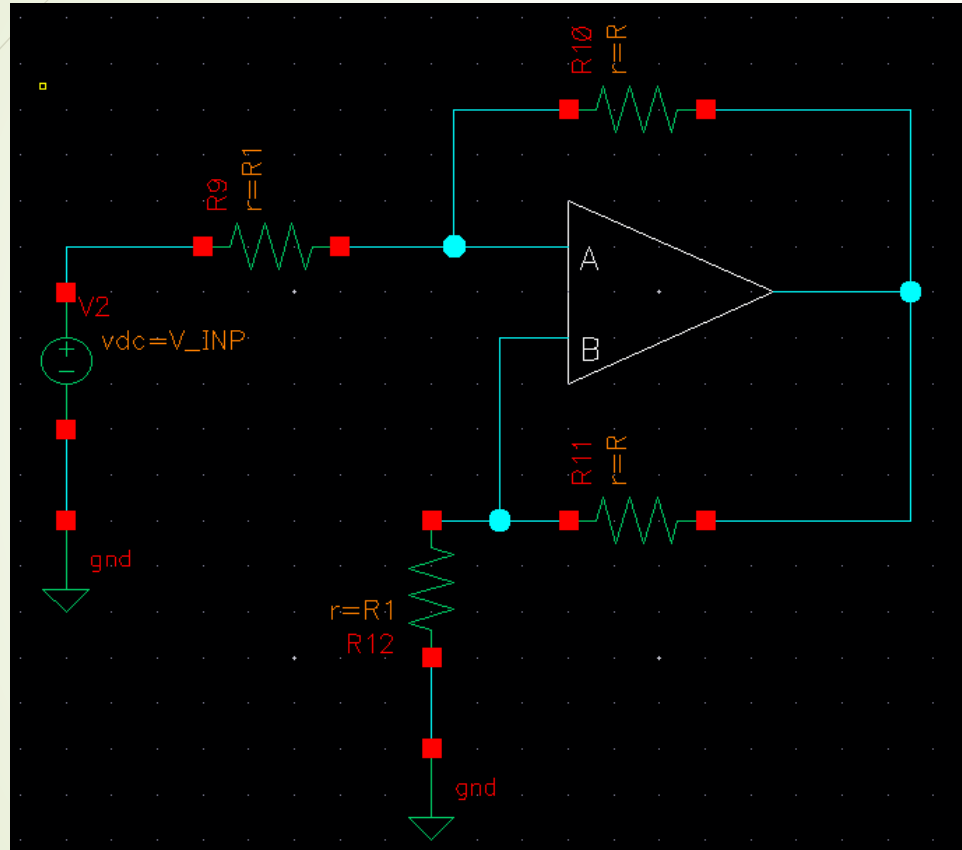 R10
r=R
R9
r=R1
A
V2
vdc=V_INP
B
R11
r=R
gnd
r=R1
R12
gnd